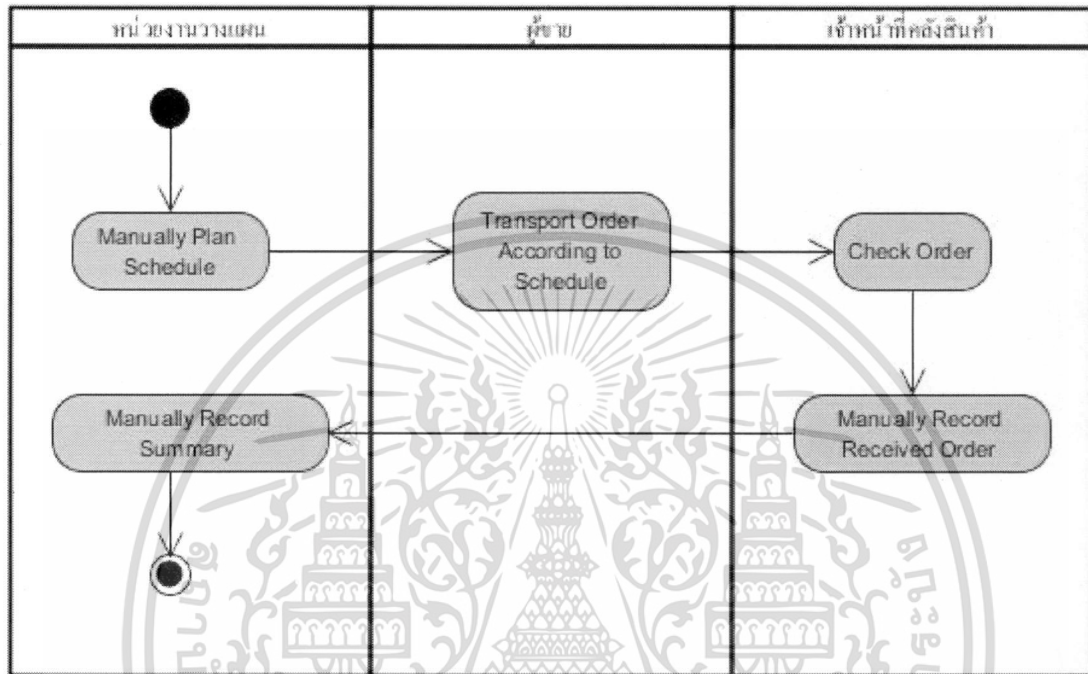 หน่วยงานวางแผน
ผู้ขาย
เจ้าหน้าที่คลังสินค้า
Manually Plan
Schedule
Transport Order
According to
Schedule
Check Order
Manually Record
Summary
Manually Record
Received Order